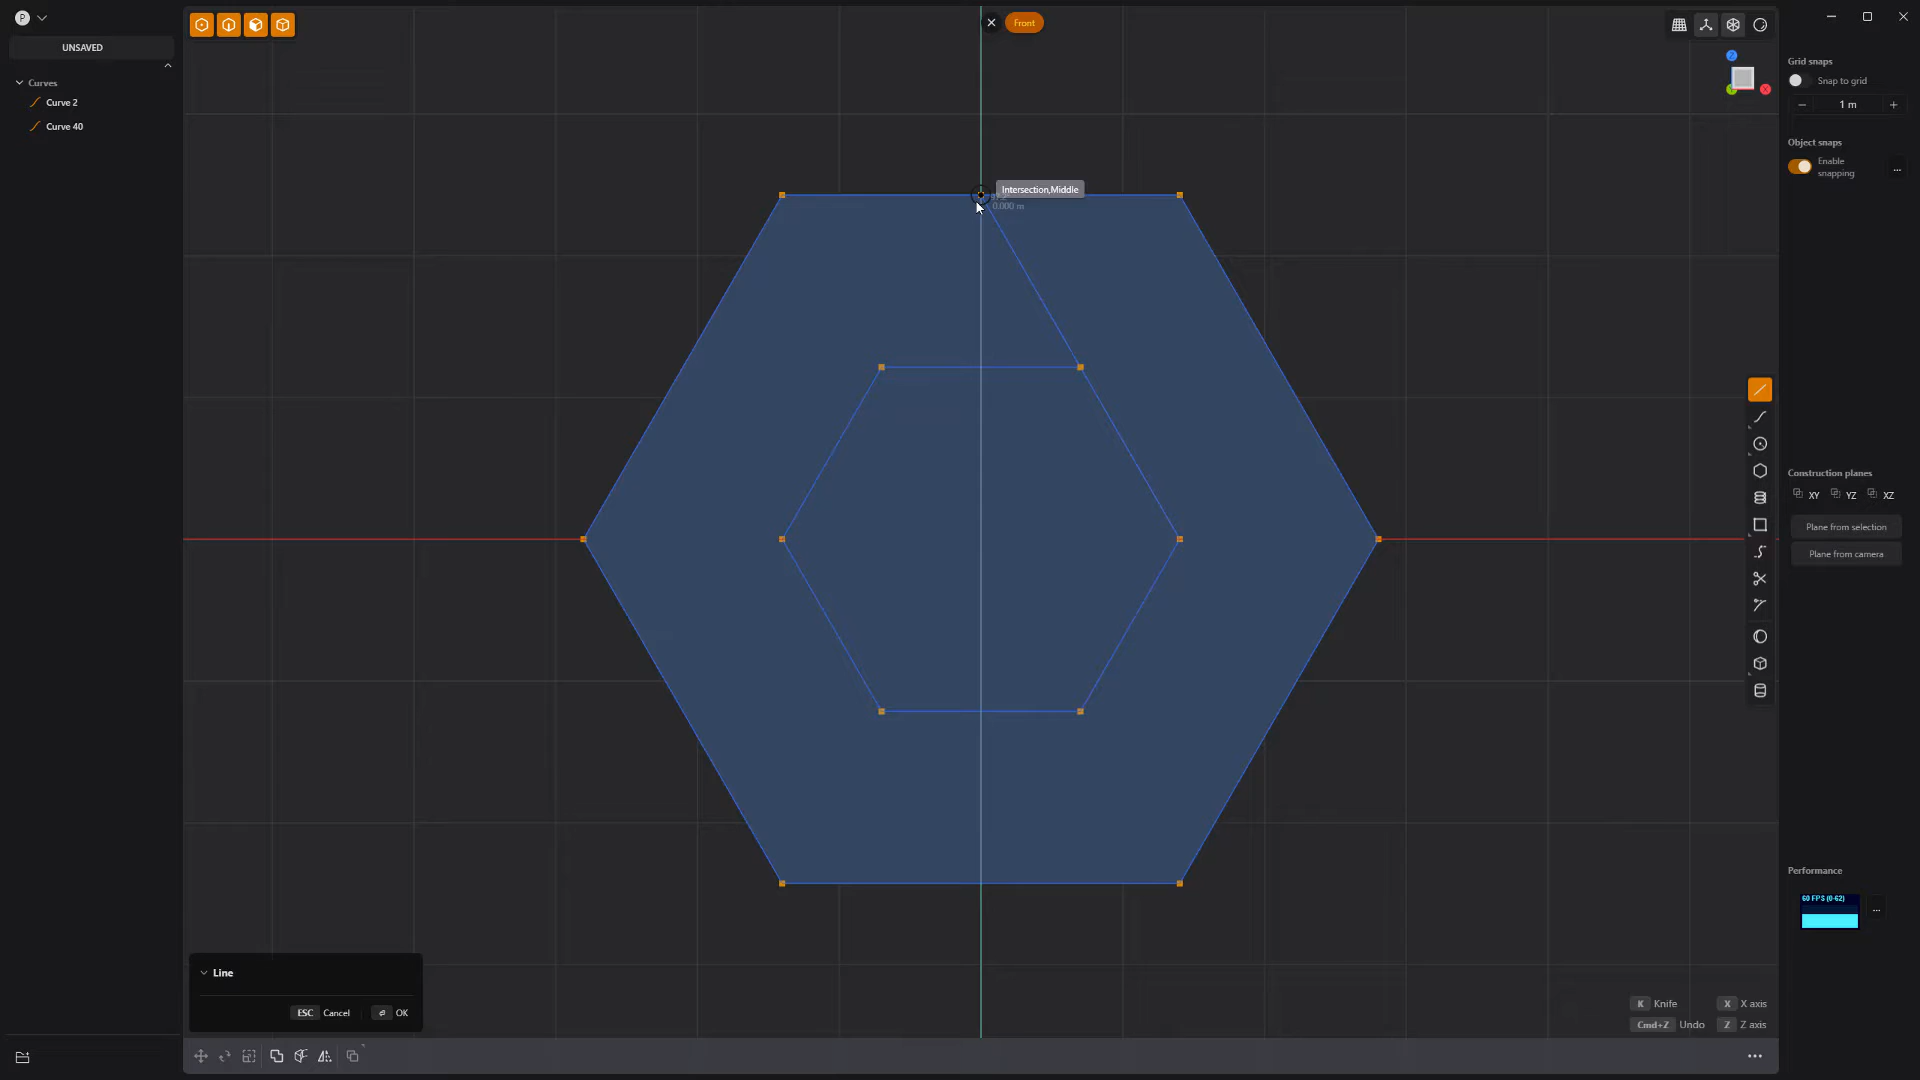 P
UNSAVED
Curves
Curve 2
Curve 40
Front
Z
X
Intersection,Middle
0.000 m
Grid snaps
Snap to grid
1 m
Object snaps
Enable
snapping
...
Construction planes
XY
YZ
XZ
Plane from selection
Plane from camera
Performance
60 FPS (0-62)
...
Line
ESC Cancel
OK
K Knife
X X axis
Cmd+Z Undo
Z Z axis